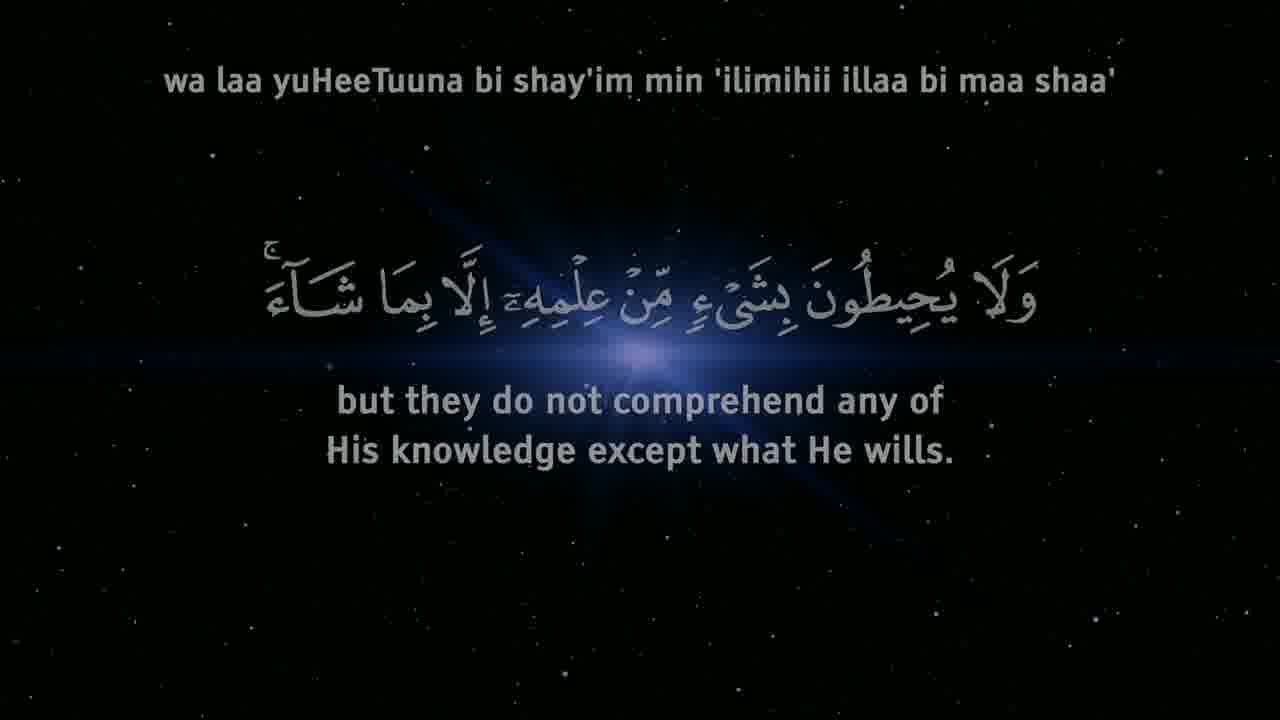 wa laa yuHeeTuuna bi shay'im min 'ilimihii illaa bi maa shaa'
وَلَا يُحِيطُونَ بِشَىْءٍ مِّنْ عِلْمِهِۦٓ إِلَّا بِمَا شَآءَ ۚ
but they do not comprehend any of
His knowledge except what He wills.